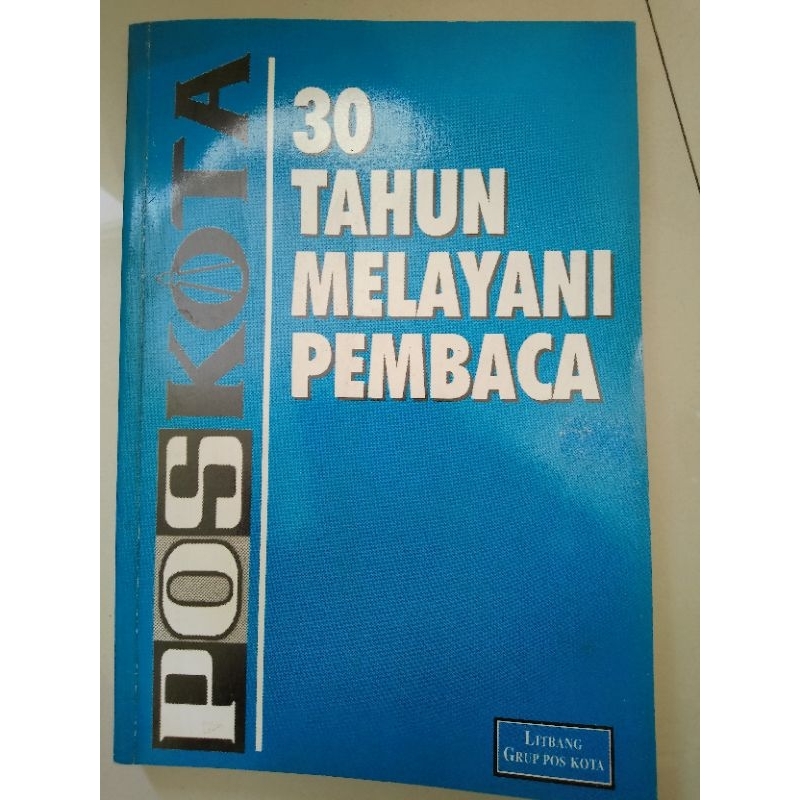 POSKOTA
30
TAHUN
MELAYANI
PEMBACA
LITBANG
GRUP POS KOTA